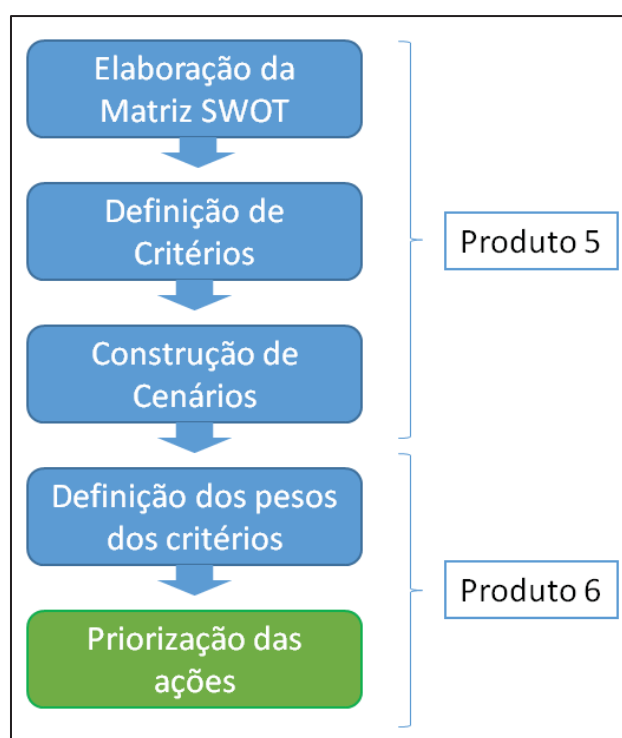 Elaboração da
Matriz SWOT
Definição de
Critérios
Produto 5
Construção de
Cenários
Definição dos pesos
dos critérios
Produto 6
Priorização das
ações